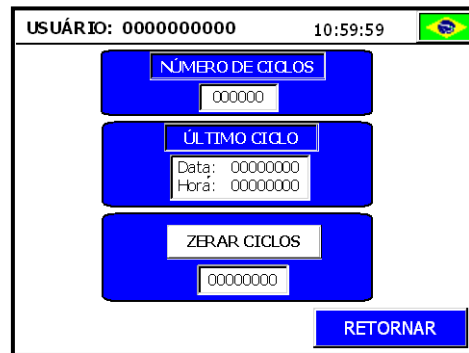 USUÁRIO: 0000000000 10:59:59
NÚMERO DE CICLOS
000000
ÚLTIMO CICLO
Data: 00000000
Hora: 00000000
ZERAR CICLOS
00000000
RETORNAR